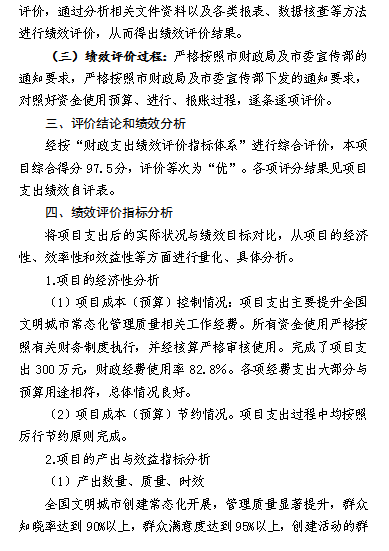 评价，通过分析相关文件资料以及各类报表、数据核查等方法
进行绩效评价，从而得出绩效评价结果。
（三）绩效评价过程：严格按照市财政局及市委宣传部的
通知要求，严格按照市财政局及市委宣传部下发的通知要求，
对照好资金使用预算、进行、报账过程，逐条逐项评价。
三、评价结论和绩效分析
经按“财政支出绩效评价指标体系”进行综合评价，本项
目综合得分 97.5分，评价等次为“优”。各项评分结果见项目
支出绩效自评表。
四、绩效评价指标分析
将项目支出后的实际状况与绩效目标对比，从项目的经济
性、效率性和效益性等方面进行量化、具体分析。
1.项目的经济性分析
（1）项目成本（预算）控制情况：项目支出主要提升全国
文明城市常态化管理质量相关工作经费。所有资金使用严格按
照有关财务制度执行，并经核算严格审核使用。完成了项目支
出 300 万元，财政经费使用率 82.8%。各项经费支出大部分与
预算用途相符，总体情况良好。
（2）项目成本（预算）节约情况。项目支出过程中均按照
厉行节约原则完成。
2.项目的产出与效益指标分析
（1）产出数量、质量、时效
全国文明城市创建常态化开展，管理质量显著提升，群众
知晓率达到 90%以上，群众满意度达到 95%以上，创建活动的群